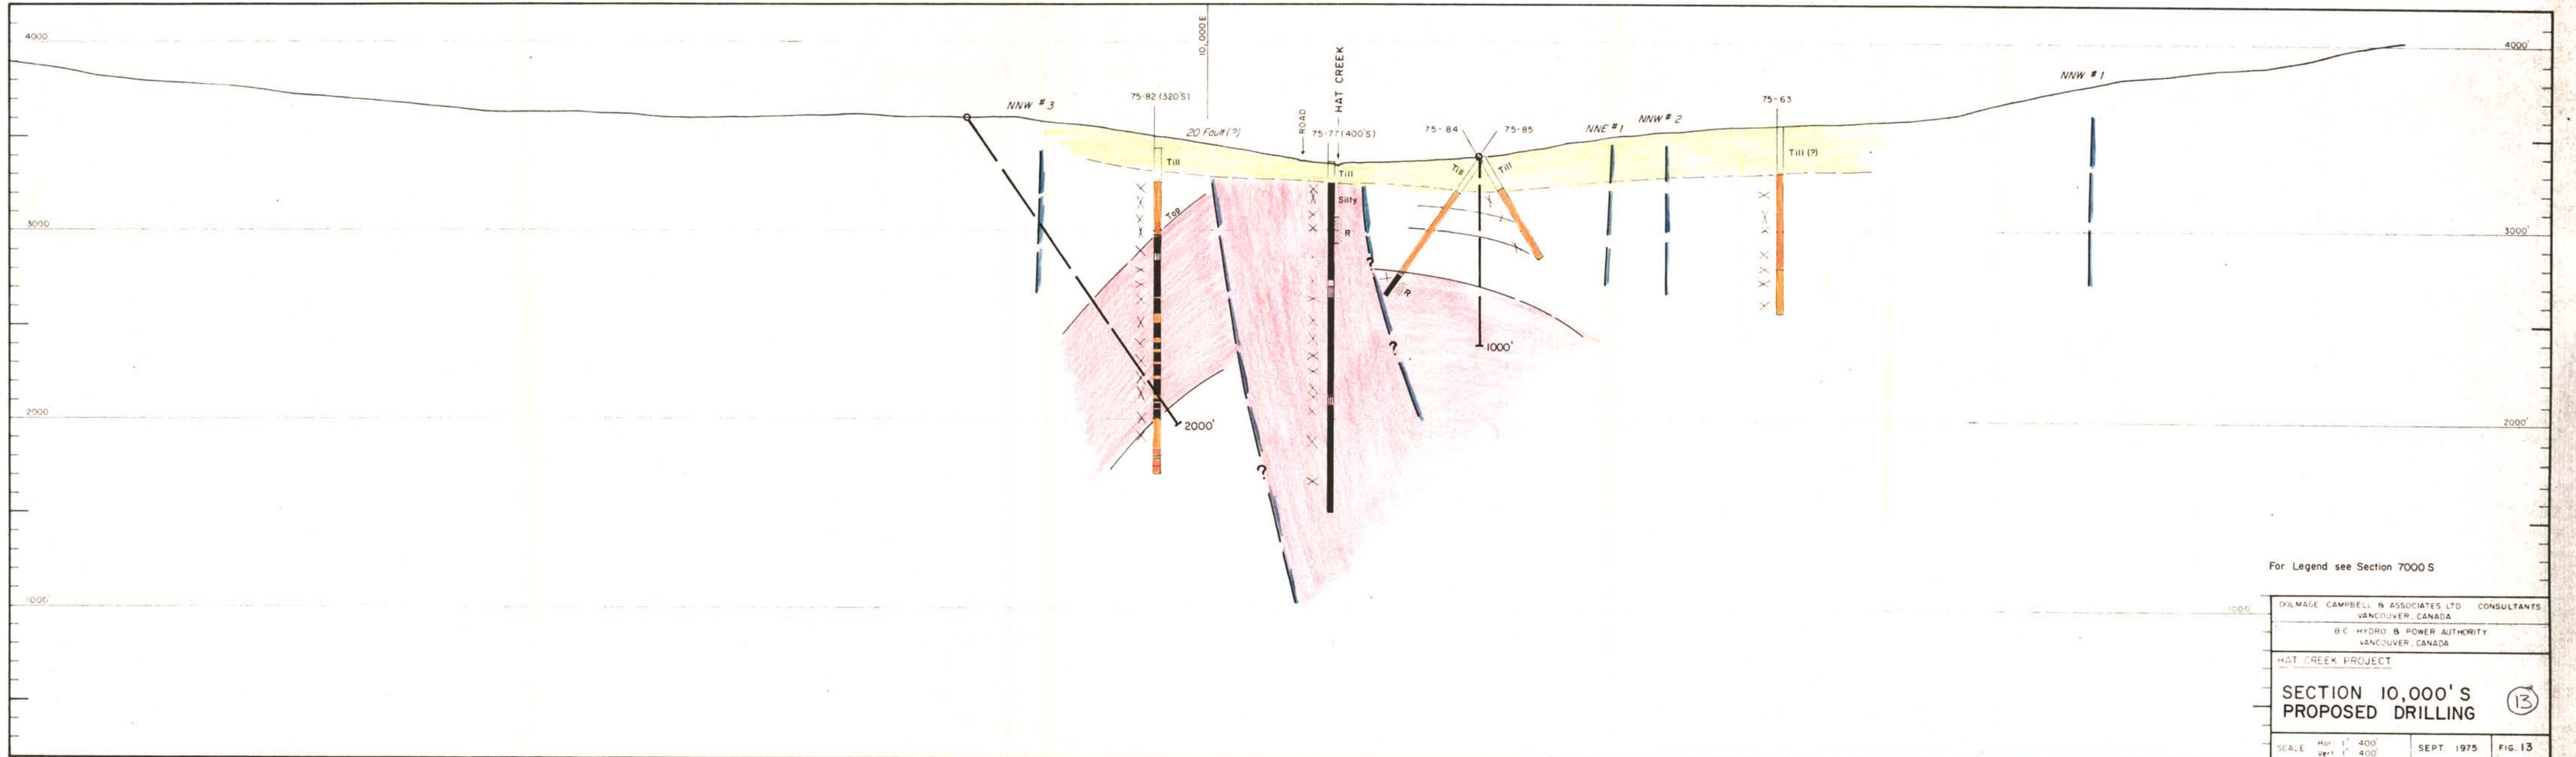 4000'
10,000 E
HAT CREEK
4000'
NNW # 1
NNW # 3
75-82 (320'S)
ROAD
75-63
20 Fault (?)
75-77 (400'S)
75-84
75-85
NNE # 1
NNW # 2
Till
Till
Till
Till
Till (?)
Top
Silty
R
3000'
3000'
?
R
?
1000'
2000'
2000'
2000'
?
For Legend see Section 7000 S
1000'
1000'
DOLMAGE CAMPBELL & ASSOCIATES LTD CONSULTANTS
VANCOUVER, CANADA
B.C. HYDRO & POWER AUTHORITY
VANCOUVER, CANADA
HAT CREEK PROJECT
SECTION 10,000' S
PROPOSED DRILLING
13
SCALE Hor 1" 400'
Vert 1" 400'
SEPT. 1975
FIG. 13